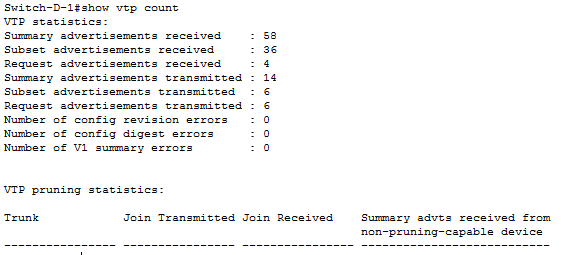 Switch-D-1#show vtp count
VTP statistics:
Summary advertisements received    : 58
Subset advertisements received     : 36
Request advertisements received    : 4
Summary advertisements transmitted : 14
Subset advertisements transmitted  : 6
Request advertisements transmitted : 6
Number of config revision errors   : 0
Number of config digest errors     : 0
Number of V1 summary errors        : 0
VTP pruning statistics:
Trunk            Join Transmitted Join Received    Summary advts received from
                                                   non-pruning-capable device
---------------- ---------------- ---------------- ---------------------------